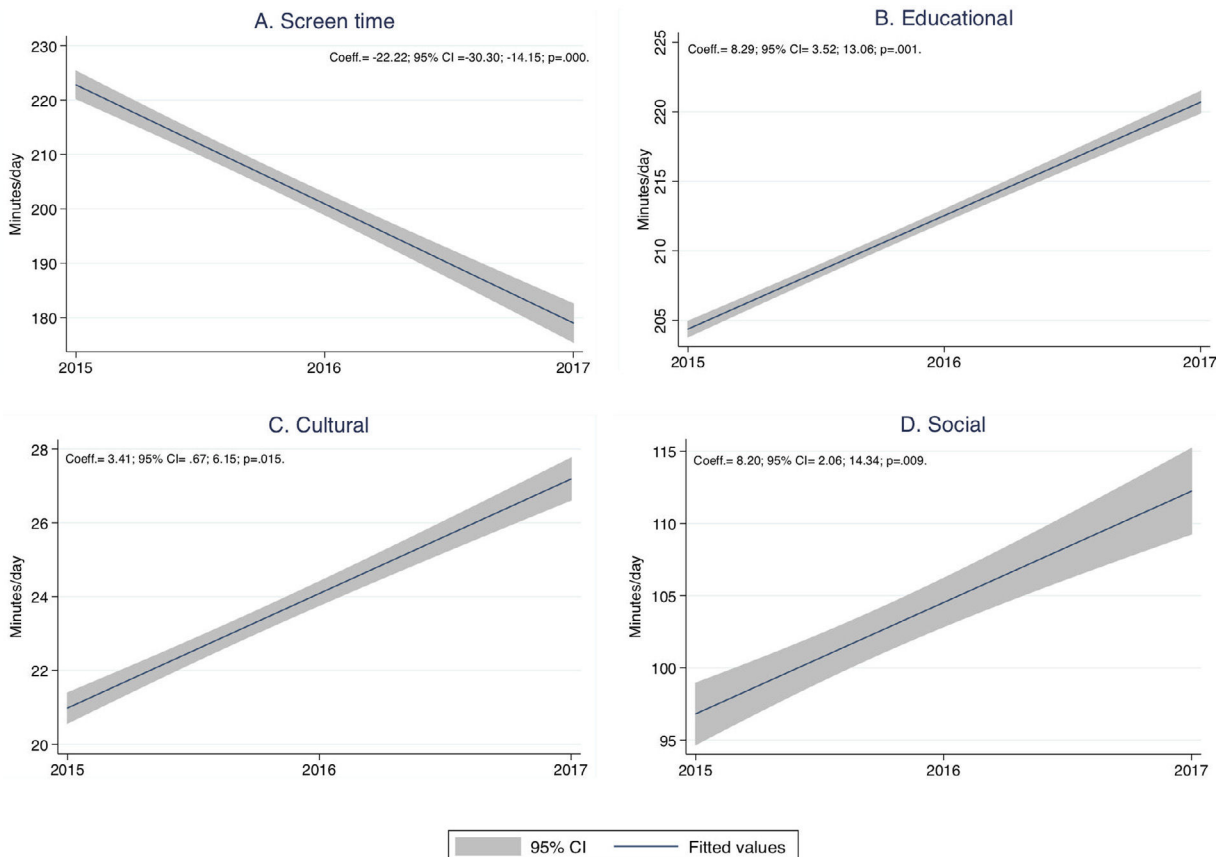 A. Screen time
Coeff.= -22.22; 95% CI =-30.30; -14.15; p=.000.
230
220
210
200
190
180
Minutes/day
2015 2016 2017
B. Educational
Coeff.= 8.29; 95% CI= 3.52; 13.06; p=.001.
225
220
215
210
205
Minutes/day
2015 2016 2017
C. Cultural
Coeff.= 3.41; 95% CI= .67; 6.15; p=.015.
28
26
24
22
20
Minutes/day
2015 2016 2017
D. Social
Coeff.= 8.20; 95% CI= 2.06; 14.34; p=.009.
115
110
105
100
95
Minutes/day
2015 2016 2017
95% CI Fitted values